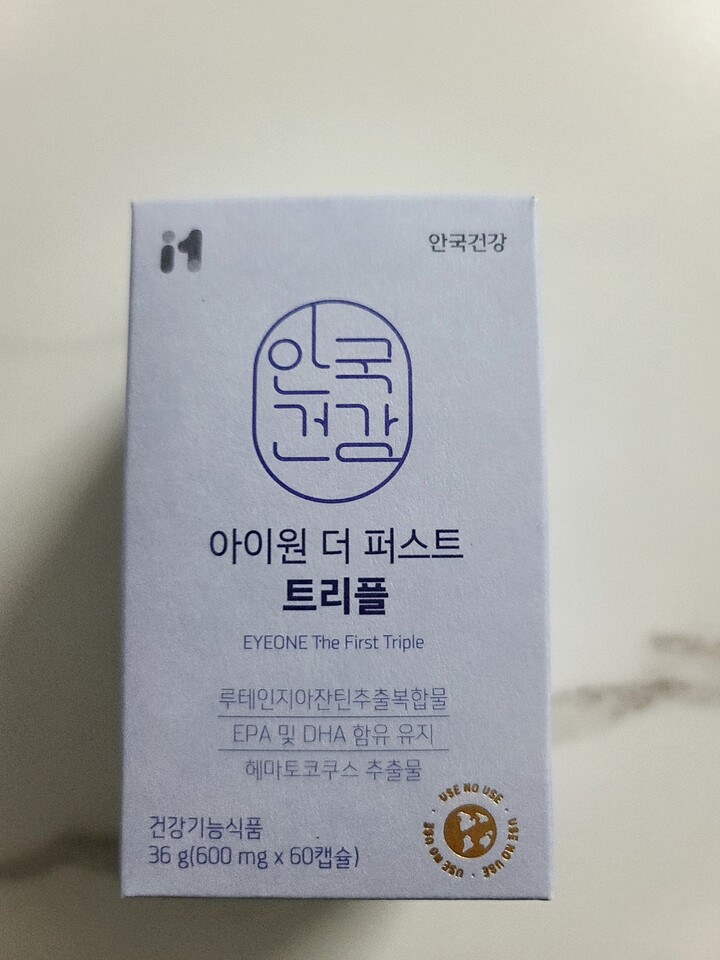 i1
안국건강
안국
건강
아이원 더 퍼스트
트리플
EYEONE The First Triple
루테인지아잔틴추출복합물
EPA 및 DHA 함유 유지
헤마토코쿠스 추출물
건강기능식품
36 g(600 mg x 60캡슐)
USE NO USE · USE NO USE · USE NO USE ·